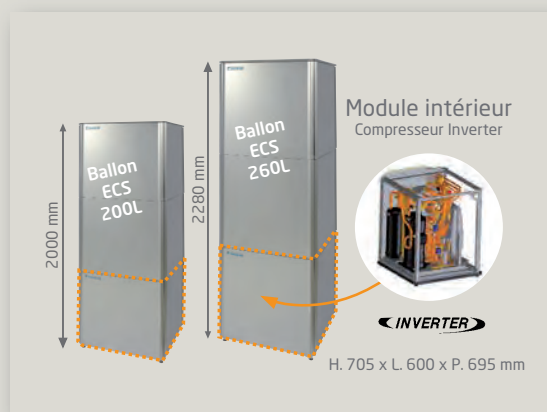 Ballon
ECS
200L
2000 mm
Ballon
ECS
260L
2280 mm
Module intérieur
Compresseur Inverter
INVERTER
H. 705 x L. 600 x P. 695 mm